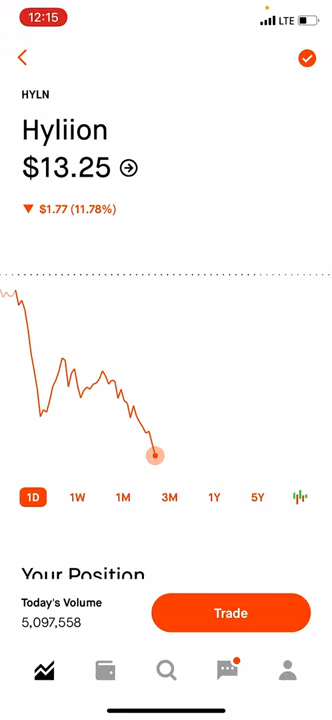 12:15
LTE
HYLN
Hyliion
$13.25
▼ $1.77 (11.78%)
1D 1W 1M 3M 1Y 5Y
Your Position
Today's Volume
5,097,558
Trade